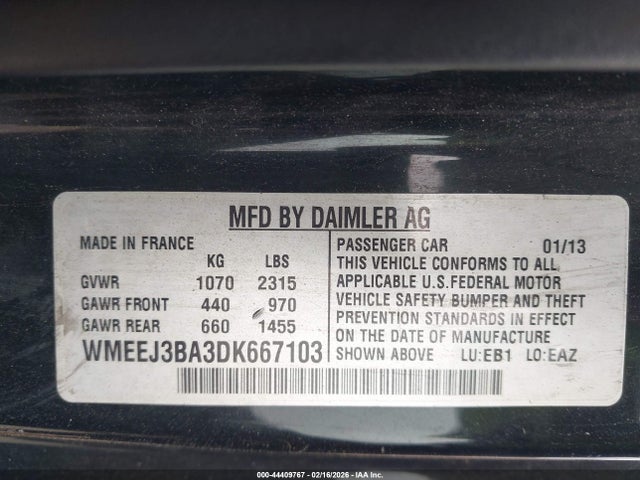 MFD BY DAIMLER AG
MADE IN FRANCE
KG LBS
GVWR 1070 2315
GAWR FRONT 440 970
GAWR REAR 660 1455
WMEEJ3BA3DK667103
PASSENGER CAR 01/13
THIS VEHICLE CONFORMS TO ALL
APPLICABLE U.S.FEDERAL MOTOR
VEHICLE SAFETY BUMPER AND THEFT
PREVENTION STANDARDS IN EFFECT
ON THE DATE OF MANUFACTURE
SHOWN ABOVE LU:EB1 LO:EAZ
000-44409767 - 02/16/2026 - IAA Inc.